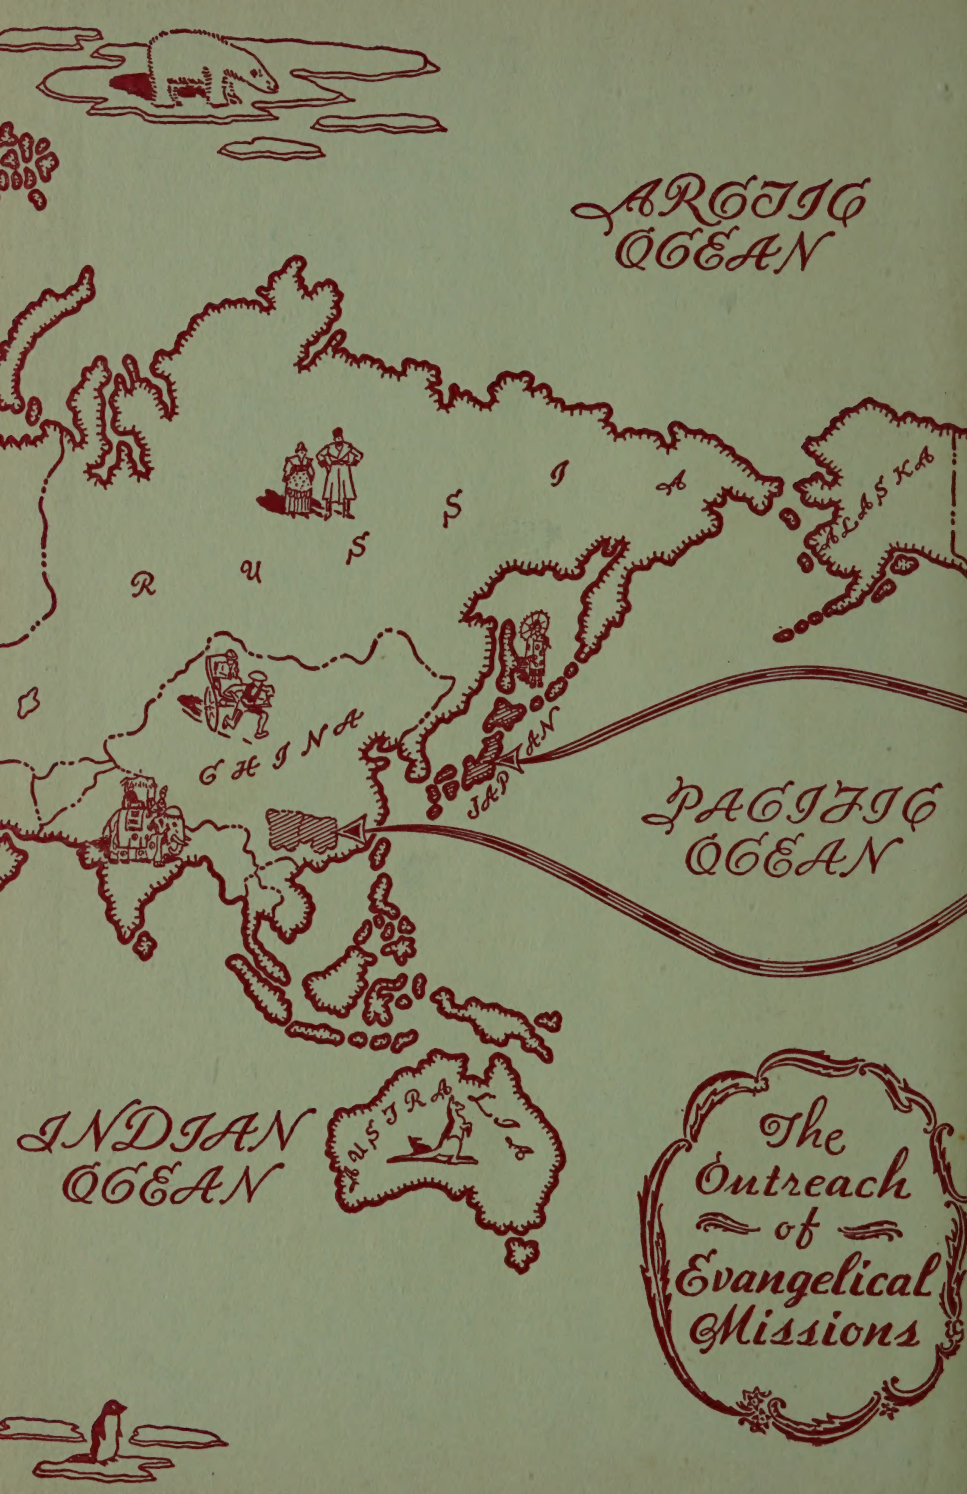 ARCTIC
OCEAN
ALASKA
RUSSIA
CHINA
JAPAN
PACIFIC
OCEAN
AUSTRALIA
INDIAN
OCEAN
The
Outreach
of
Evangelical
Missions